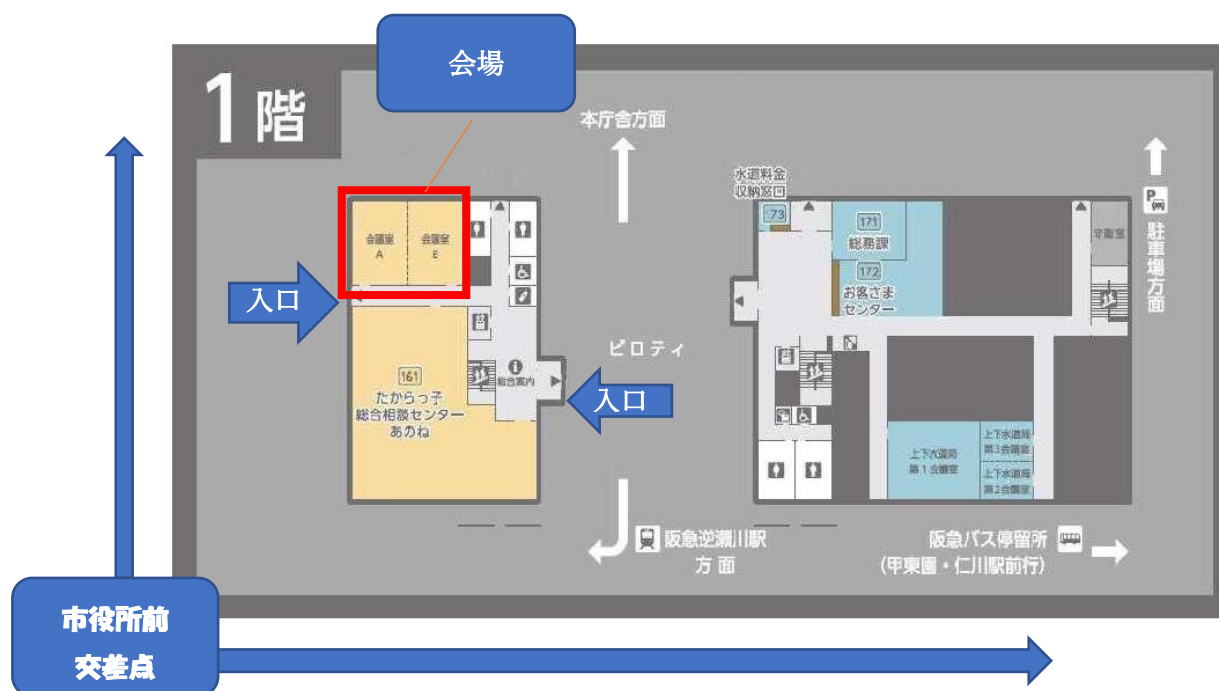 会場
1階
本庁舎方面
水道料金
収納窓口
173
171
総務課
172
お客さま
センター
守衛室
P
駐車場方面
会議室
A
会議室
B
入口
ピロティ
161
たからっ子
総合相談センター
あのね
総合案内
入口
上下水道局
第1会議室
上下水道局
第3会議室
上下水道局
第2会議室
阪急逆瀬川駅
方面
阪急バス停留所
(甲東園・仁川駅前行)
市役所前
交差点